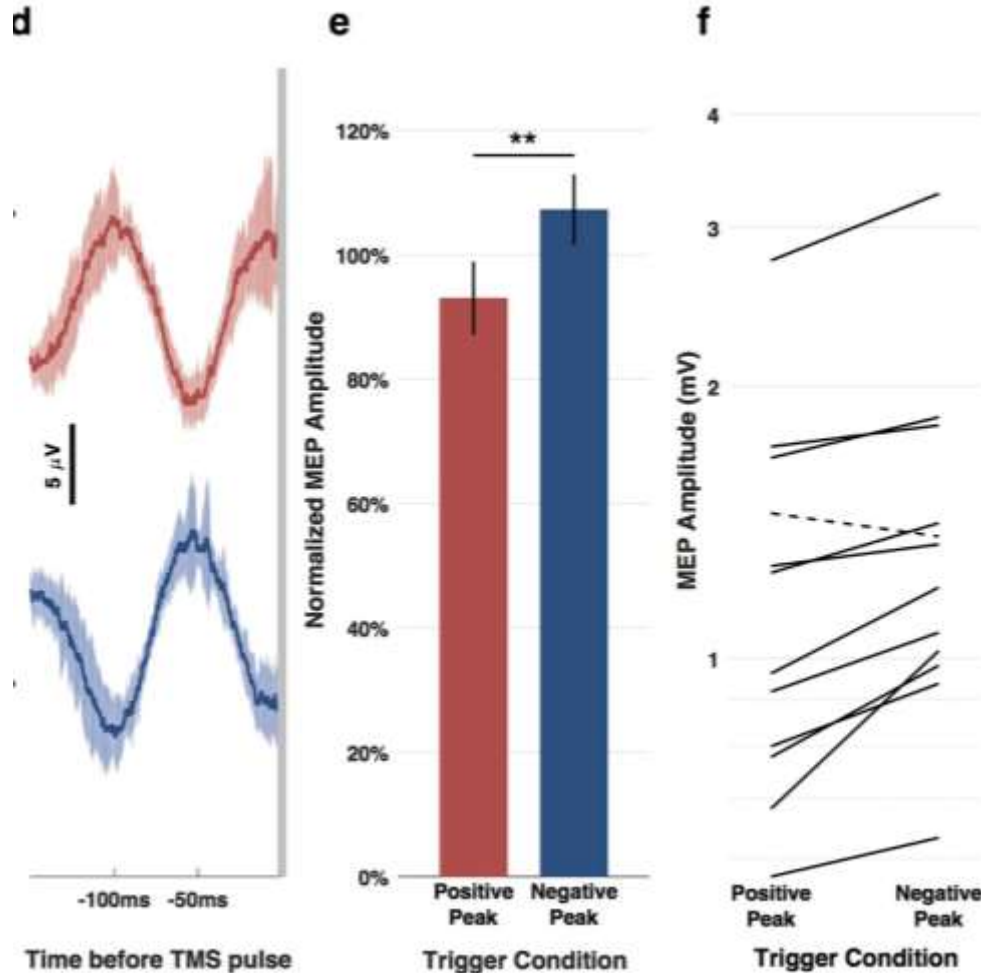 d
5 μV
-100ms -50ms
Time before TMS pulse
e
Normalized MEP Amplitude
120%
100%
80%
60%
40%
20%
0%
**
Positive Peak
Negative Peak
Trigger Condition
f
MEP Amplitude (mV)
4
3
2
1
Positive Peak
Negative Peak
Trigger Condition